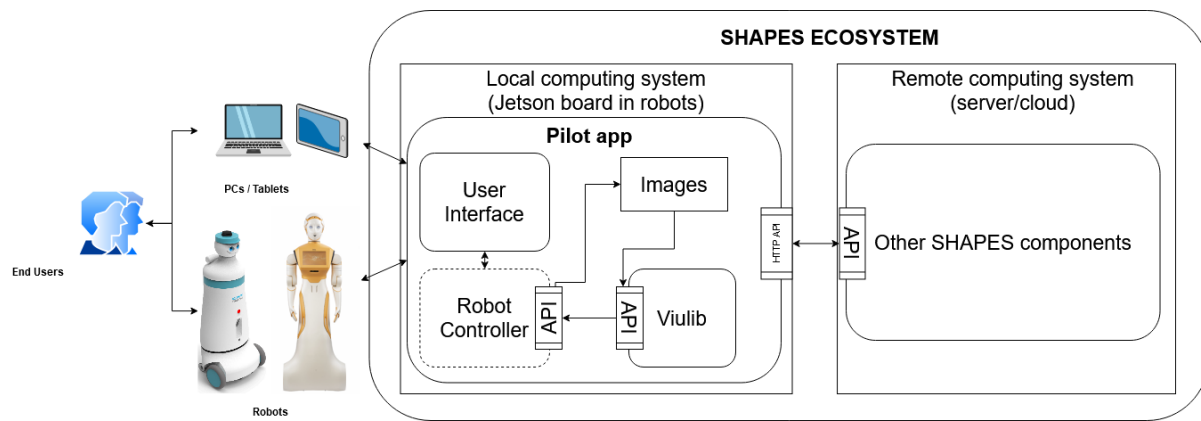 SHAPES ECOSYSTEM
Local computing system
(Jetson board in robots)
Remote computing system
(server/cloud)
Pilot app
PCs / Tablets
User
Interface
Images
HTTP API
API
Other SHAPES components
End Users
Robot
Controller
API
API
Viulib
Robots